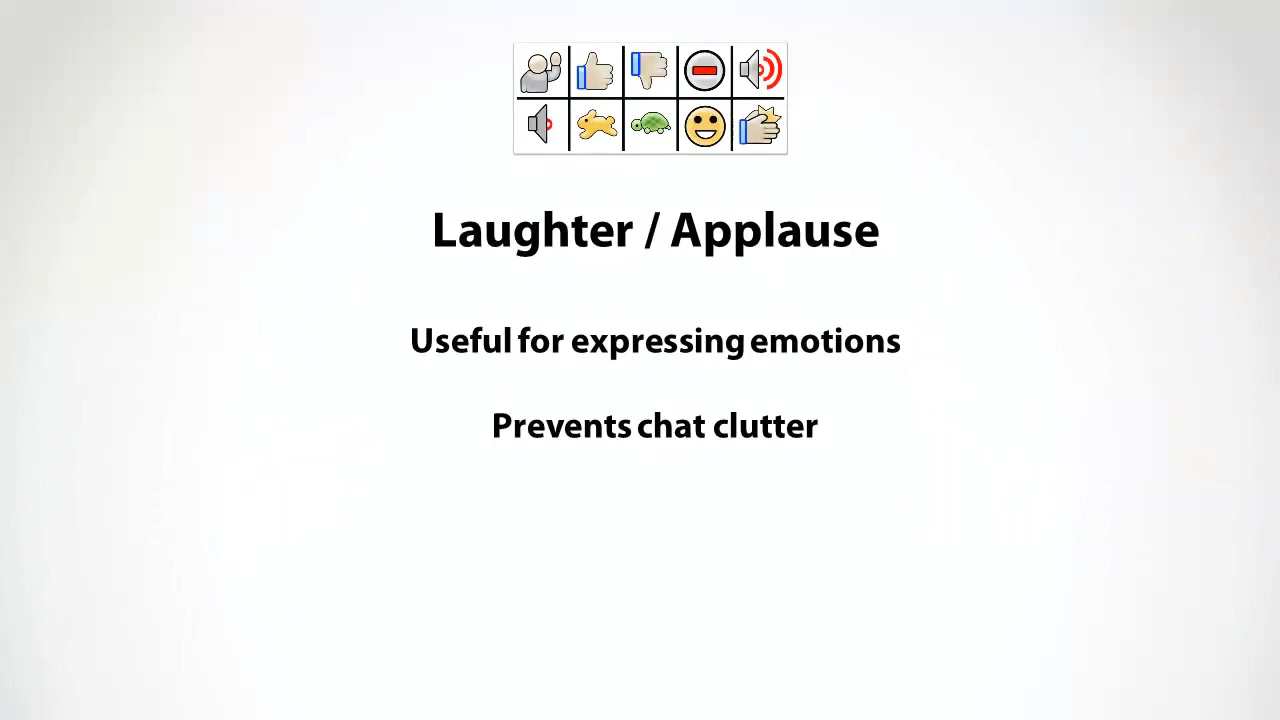 Laughter / Applause
Useful for expressing emotions
Prevents chat clutter